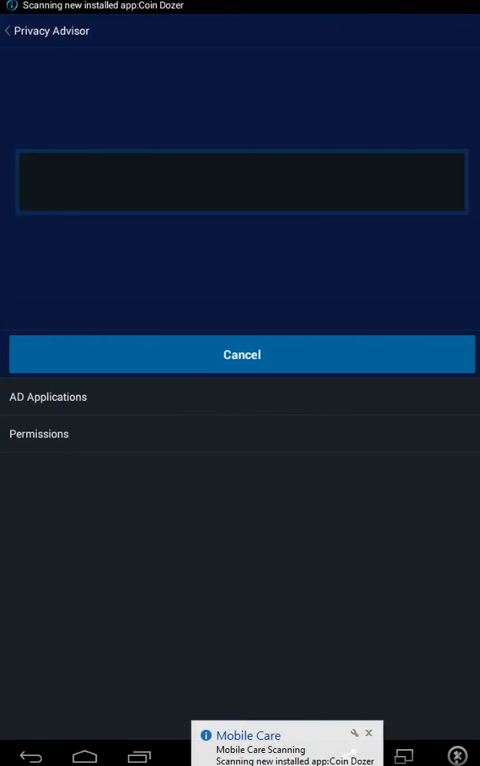 Scanning new installed app:Coin Dozer
Privacy Advisor
Cancel
AD Applications
Permissions
Mobile Care
Mobile Care Scanning
Scanning new installed app:Coin Dozer